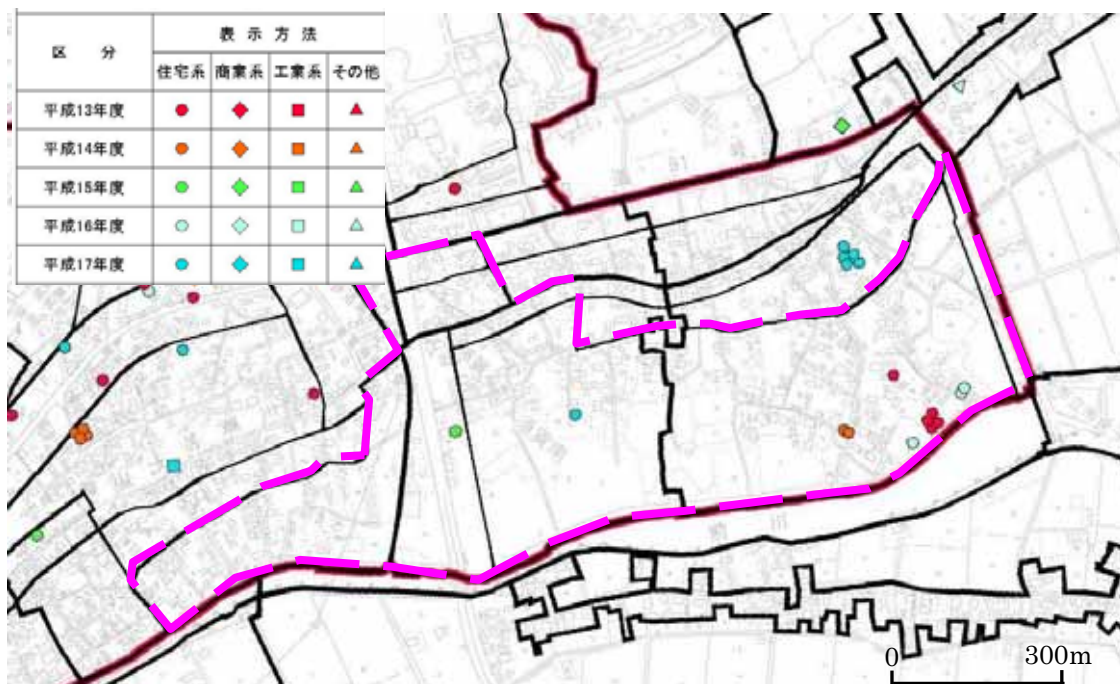 区　分
表 示 方 法
住宅系 商業系 工業系 その他
平成13年度
平成14年度
平成15年度
平成16年度
平成17年度
川
0 300m